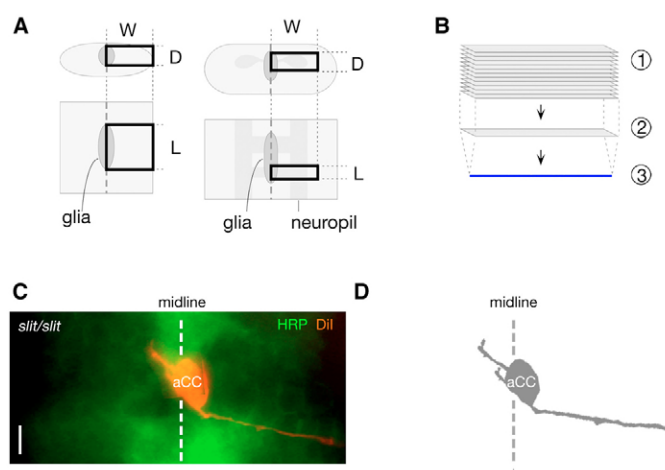 A
W
D
L
glia
W
D
L
glia
neuropil
B
①
②
③
C
midline
slit/slit
HRP DiI
aCC
D
midline
aCC